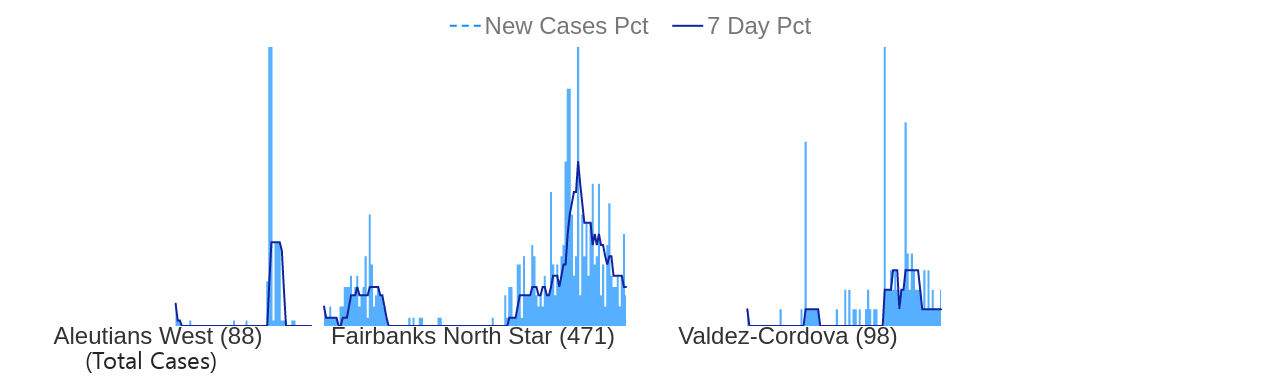 New Cases Pct 7 Day Pct
Aleutians West (88) Fairbanks North Star (471) Valdez-Cordova (98)
(Total Cases)